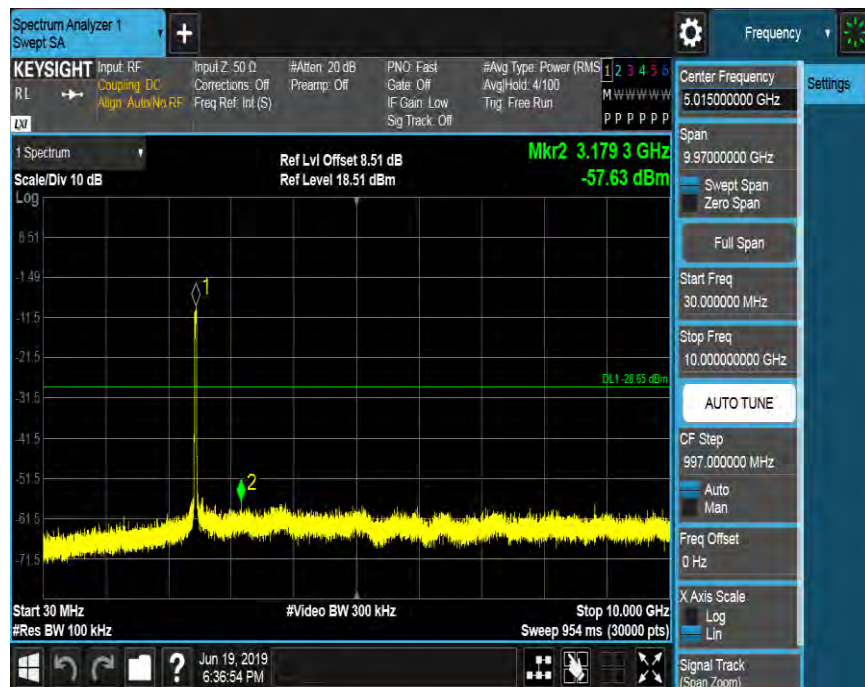 Spectrum Analyzer 1
Swept SA
+
Frequency
KEYSIGHT
RL
LXI
Input: RF
Coupling: DC
Align: Auto/No RF
Input Z: 50 Ω
Corrections: Off
Freq Ref: Int (S)
#Atten: 20 dB
Preamp: Off
PNO: Fast
Gate: Off
IF Gain: Low
Sig Track: Off
#Avg Type: Power (RMS
Avg|Hold: 4/100
Trig: Free Run
1 2 3 4 5 6
M W W W W W
P P P P P P
1 Spectrum
Scale/Div 10 dB
Ref Lvl Offset 8.51 dB
Ref Level 18.51 dBm
Mkr2 3.179 3 GHz
-57.63 dBm
Log
8.51
-1.49
-11.5
-21.5
-31.5
-41.5
-51.5
-61.5
-71.5
1
2
DL1 -28.65 dBm
Start 30 MHz
#Res BW 100 kHz
#Video BW 300 kHz
Stop 10.000 GHz
Sweep 954 ms (30000 pts)
?
Jun 19, 2019
6:36:54 PM
Center Frequency
5.015000000 GHz
Span
9.97000000 GHz
Swept Span
Zero Span
Full Span
Start Freq
30.000000 MHz
Stop Freq
10.000000000 GHz
AUTO TUNE
CF Step
997.000000 MHz
Auto
Man
Freq Offset
0 Hz
X Axis Scale
Log
Lin
Signal Track
(Span Zoom)
Settings